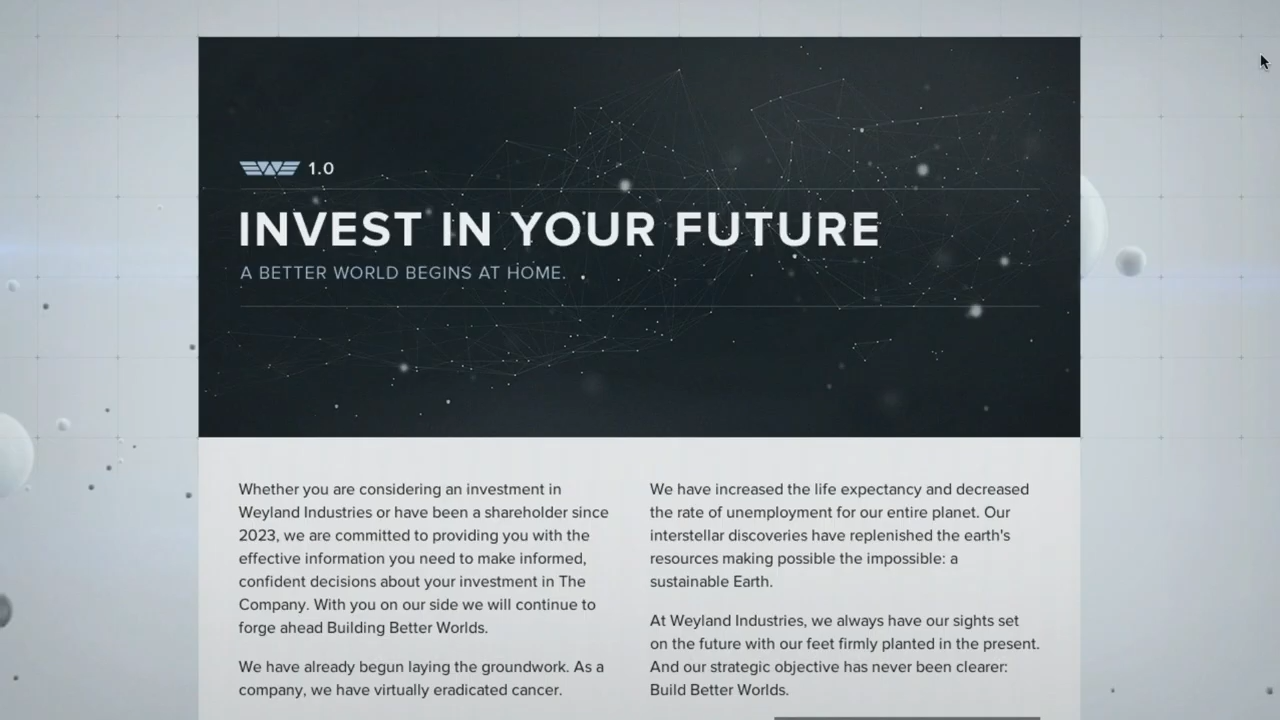 1.0
INVEST IN YOUR FUTURE
A BETTER WORLD BEGINS AT HOME.
Whether you are considering an investment in
Weyland Industries or have been a shareholder since
2023, we are committed to providing you with the
effective information you need to make informed,
confident decisions about your investment in The
Company. With you on our side we will continue to
forge ahead Building Better Worlds.
We have already begun laying the groundwork. As a
company, we have virtually eradicated cancer.
We have increased the life expectancy and decreased
the rate of unemployment for our entire planet. Our
interstellar discoveries have replenished the earth's
resources making possible the impossible: a
sustainable Earth.
At Weyland Industries, we always have our sights set
on the future with our feet firmly planted in the present.
And our strategic objective has never been clearer:
Build Better Worlds.